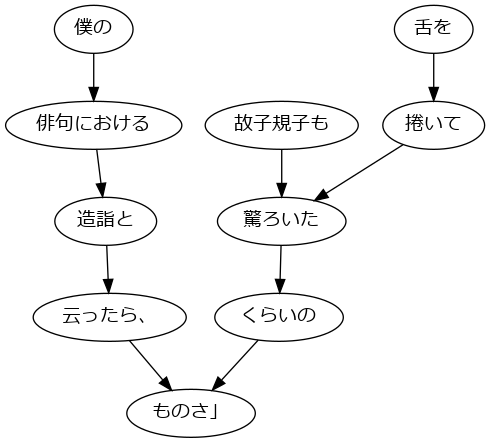 僕の
舌を
俳句における
故子規子も
捲いて
造詣と
驚ろいた
云ったら、
くらいの
ものさ」